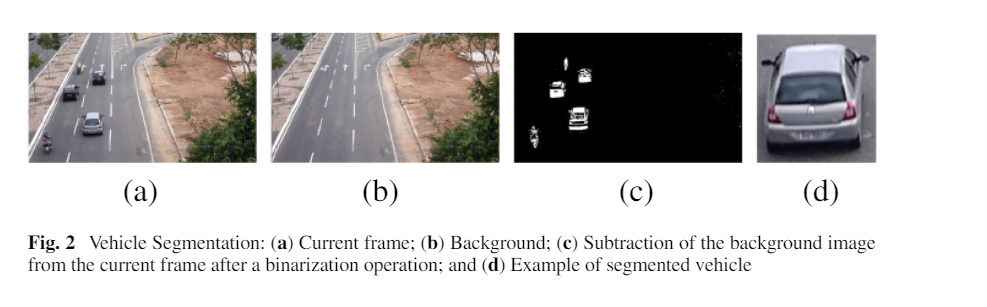 (a) (b) (c) (d)
Fig. 2 Vehicle Segmentation: (a) Current frame; (b) Background; (c) Subtraction of the background image
from the current frame after a binarization operation; and (d) Example of segmented vehicle